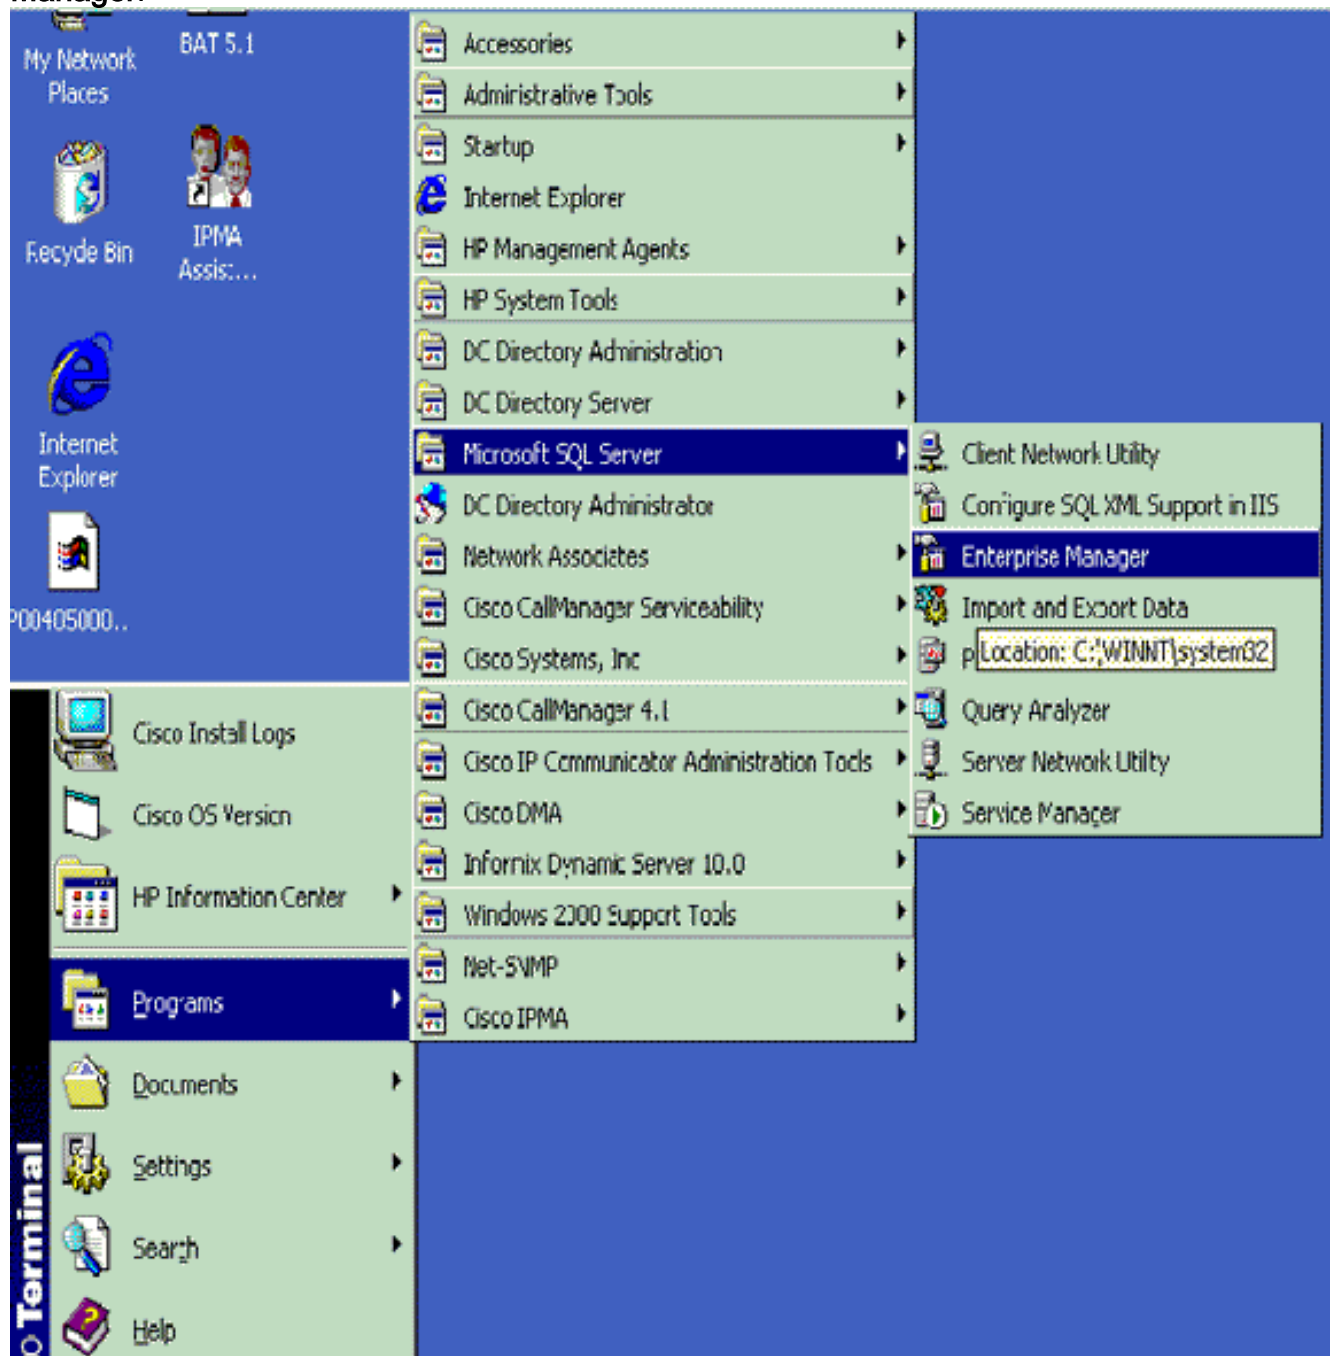 My Network
Places
BAT 5.1
Recycle Bin
IPMA
Assist...
Internet
Explorer
P00405000..
Accessories
Administrative Tools
Startup
Internet Explorer
HP Management Agents
HP System Tools
DC Directory Administration
DC Directory Server
Microsoft SQL Server
DC Directory Administrator
Network Associates
Cisco CallManager Serviceability
Cisco Systems, Inc
Cisco CallManager 4.1
Cisco IP Communicator Administration Tools
Cisco DMA
Informix Dynamic Server 10.0
Windows 2000 Support Tools
Net-SNMP
Cisco IPMA
Client Network Utility
Configure SQL XML Support in IIS
Enterprise Manager
Import and Export Data
P
Location: C:\WINNT\system32
Query Analyzer
Server Network Utility
Service Manager
Cisco Install Logs
Cisco OS Version
HP Information Center
Programs
Documents
Settings
Search
Help
Terminal